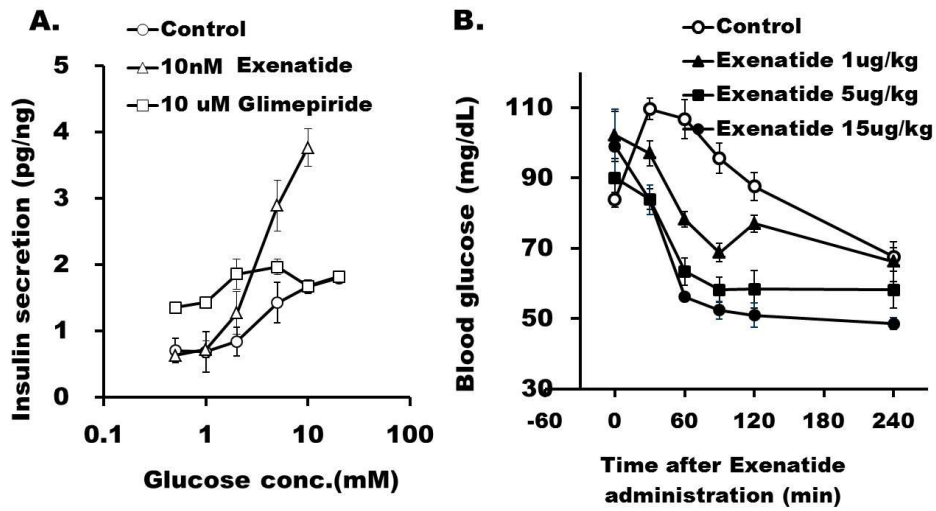 A.
Control
10nM Exenatide
10 uM Glimepiride
Insulin secretion (pg/ng)
5
4
3
2
1
0
0.1 1 10 100
Glucose conc.(mM)
B.
Control
Exenatide 1ug/kg
Exenatide 5ug/kg
Exenatide 15ug/kg
Blood glucose (mg/dL)
110
90
70
50
30
-60 0 60 120 180 240
Time after Exenatide
administration (min)